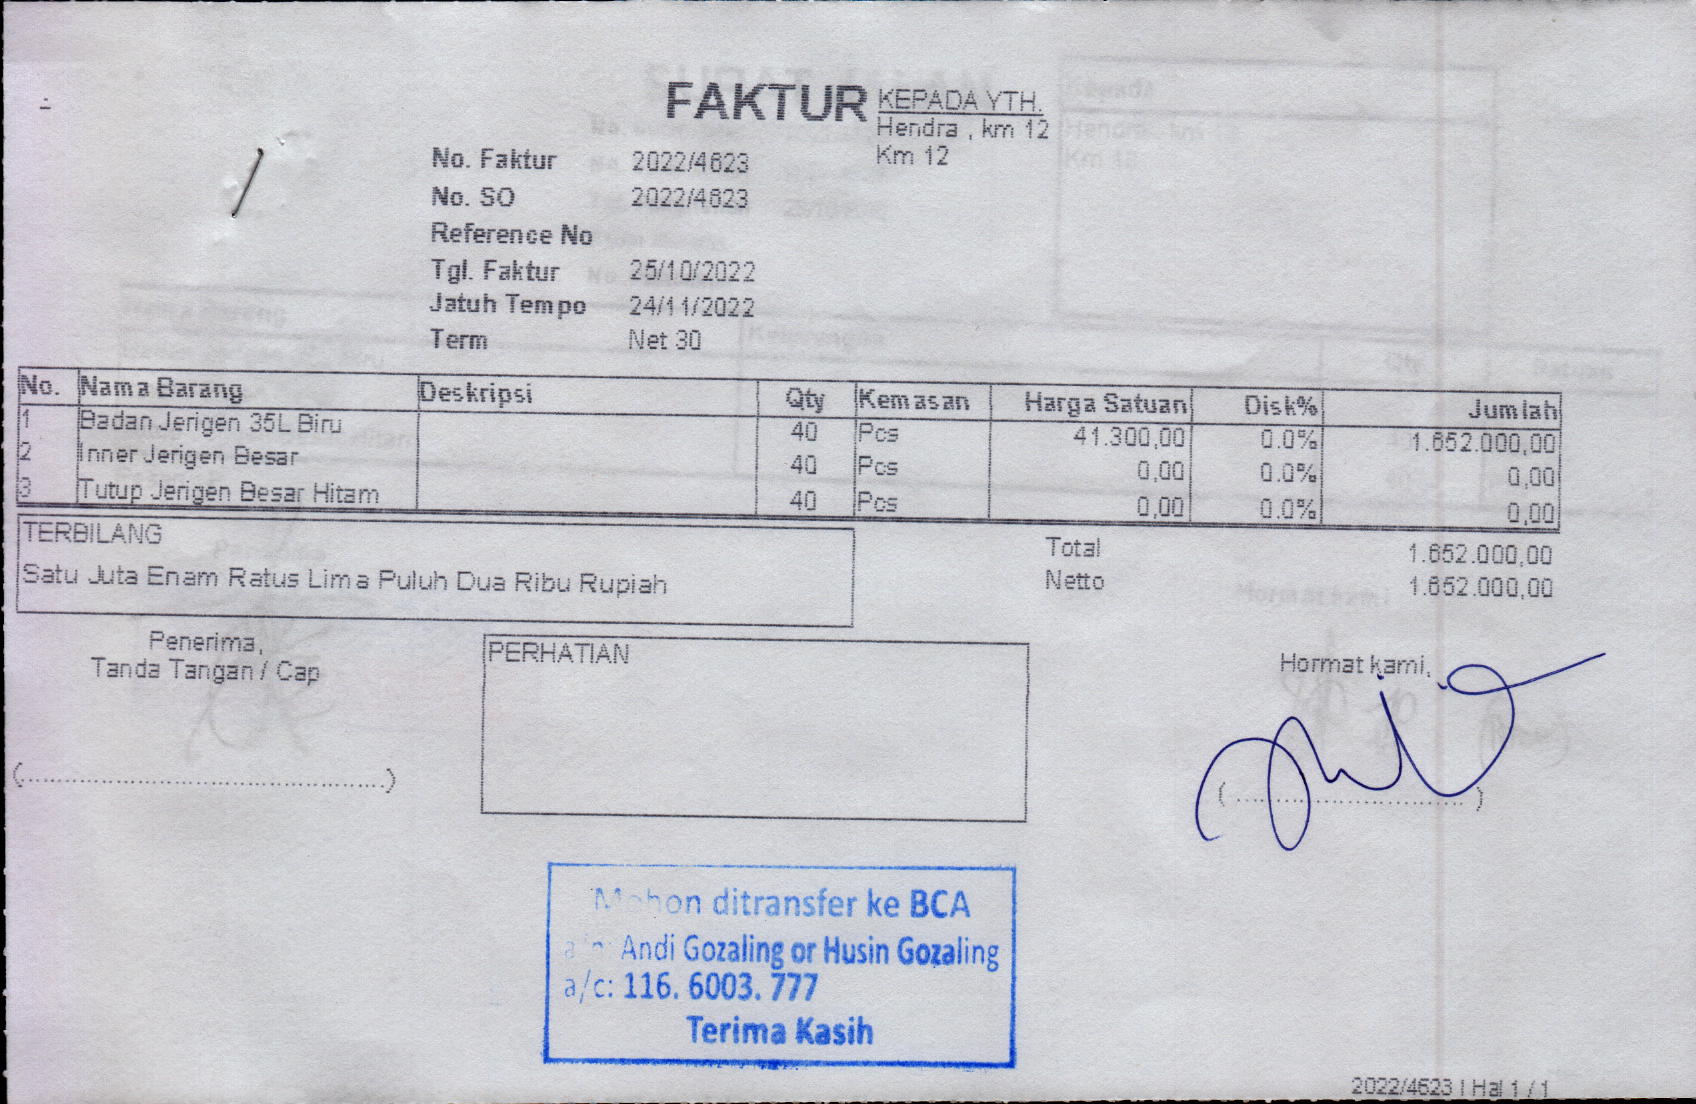 FAKTUR
KEPADA YTH.
Hendra , km 12
Km 12
No. Faktur 2022/4623
No. SO 2022/4623
Reference No
Tgl. Faktur 25/10/2022
Jatuh Tempo 24/11/2022
Term Net 30
No. Nama Barang Deskripsi Qty Kemasan Harga Satuan Disk% Jumlah
1 Badan Jerigen 35L Biru 40 Pcs 41.300,00 0.0% 1.652.000,00
2 Inner Jerigen Besar 40 Pcs 0,00 0.0% 0,00
3 Tutup Jerigen Besar Hitam 40 Pcs 0,00 0.0% 0,00
TERBILANG
Satu Juta Enam Ratus Lima Puluh Dua Ribu Rupiah
Total 1.652.000,00
Netto 1.652.000,00
Penerima,
Tanda Tangan / Cap
PERHATIAN
Hormat kami,
(.................................................)
( ............................... )
Mohon ditransfer ke BCA
a/n: Andi Gozaling or Husin Gozaling
a/c: 116. 6003. 777
Terima Kasih
2022/4623 | Hal 1 / 1